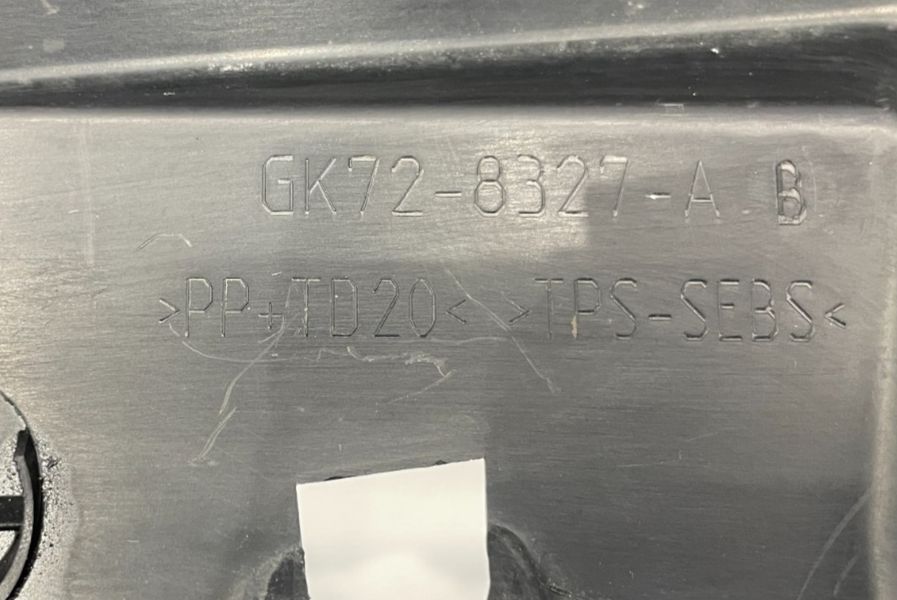 GK72-8327-A B
>PP+TD20< >TPS-SEBS<